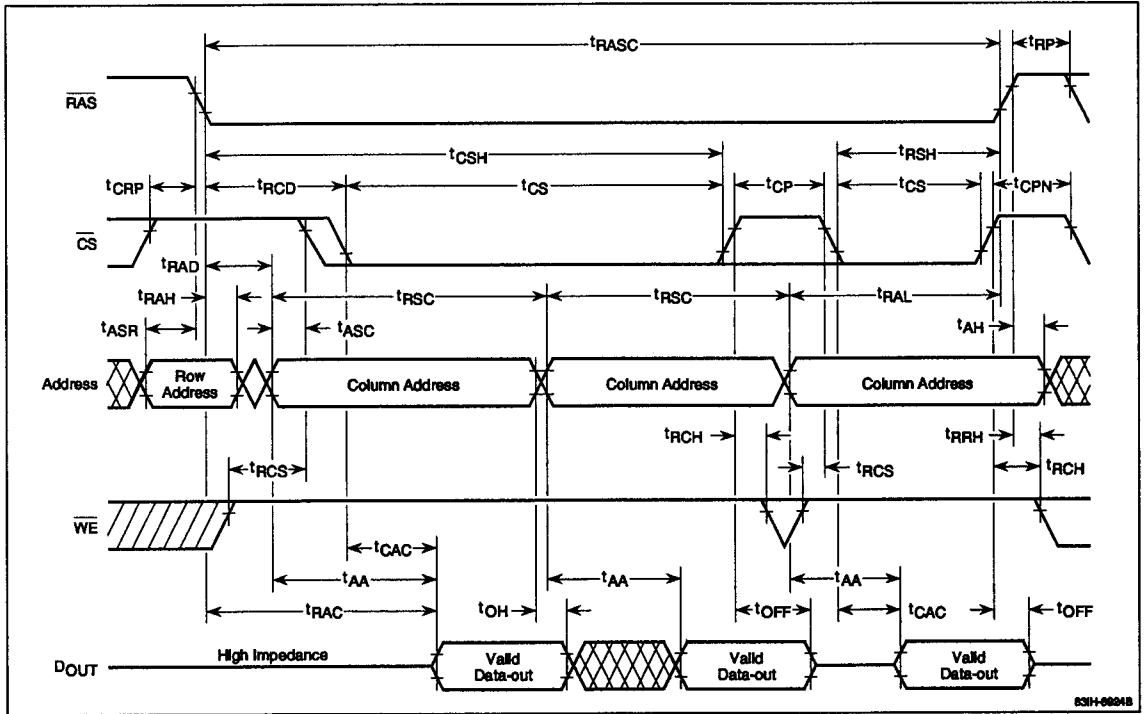 tRASC tRP
RAS
tCSH tRSH
tCRP tRCD tCS tCP tCS tCPN
CS
tRAD
tRAH tRSC tRSC tRAL
tASR tASC tAH
Address Row Address Column Address Column Address Column Address
tRCH tRRH
tRCS tRCS tRCH
WE
tCAC
tAA tAA tAA
tRAC tOH tOFF tCAC tOFF
High Impedance
DOUT Valid Data-out Valid Data-out Valid Data-out
83IH-6924B